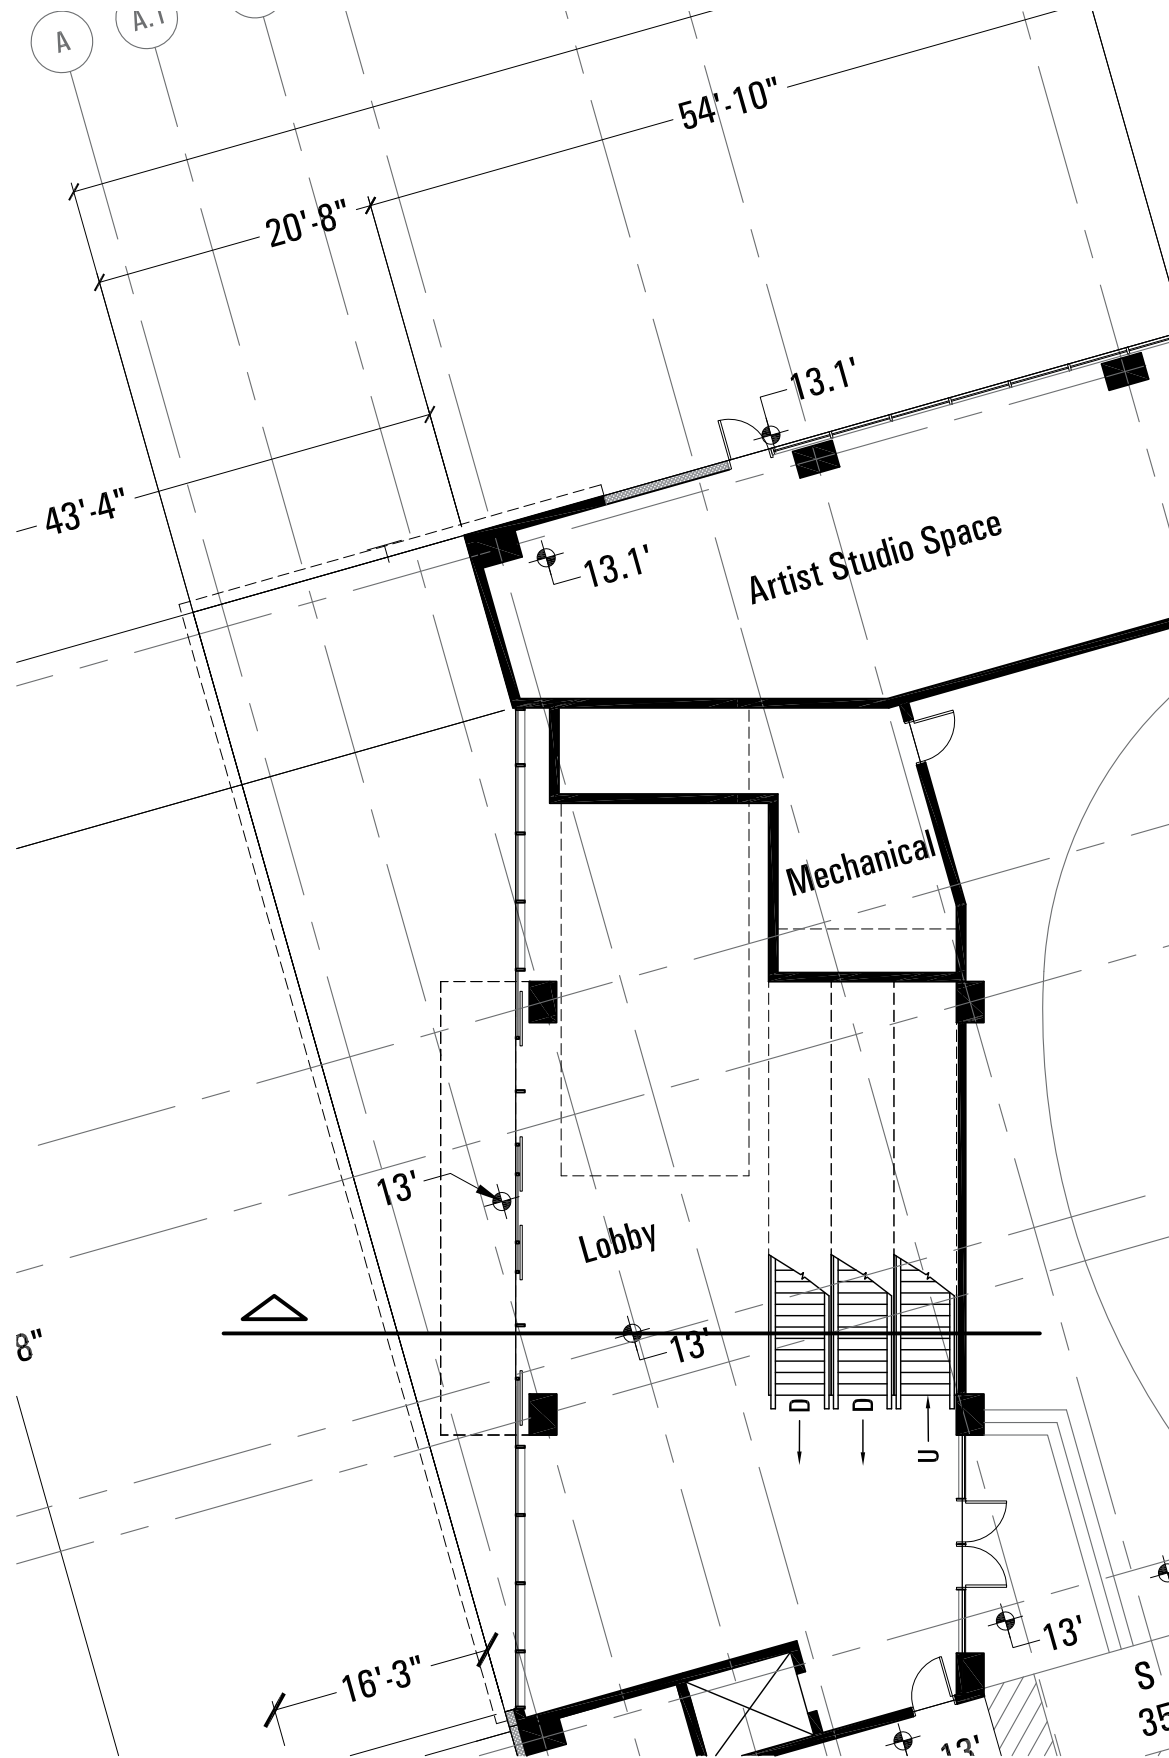 A
A.1
54'-10"
20'-8"
13.1'
43'-4"
13.1'
Artist Studio Space
Mechanical
13'
Lobby
8"
13'
D
D
U
13'
16'-3"
S
35
13'